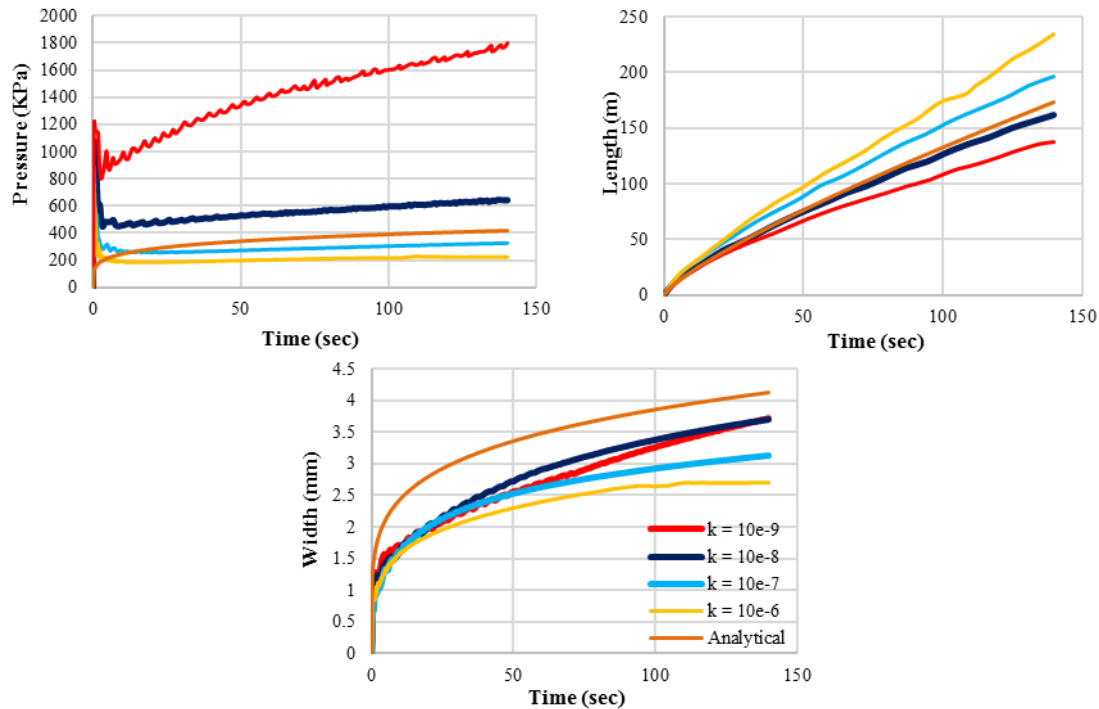 Pressure (KPa)
2000
1800
1600
1400
1200
1000
800
600
400
200
0
0 50 100 150
Time (sec)
Length (m)
250
200
150
100
50
0
0 50 100 150
Time (sec)
Width (mm)
4.5
4
3.5
3
2.5
2
1.5
1
0.5
0
k = 10e-9
k = 10e-8
k = 10e-7
k = 10e-6
Analytical
0 50 100 150
Time (sec)